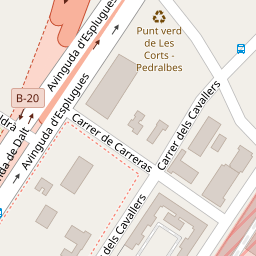 Punt verd
de Les
Corts -
Pedralbes
Avinguda d'Esplugues
B-20
Avinguda d'Esplugues
Carrer de Carreras
Carrer dels Cavallers
da de Dalt
dels Cavallers